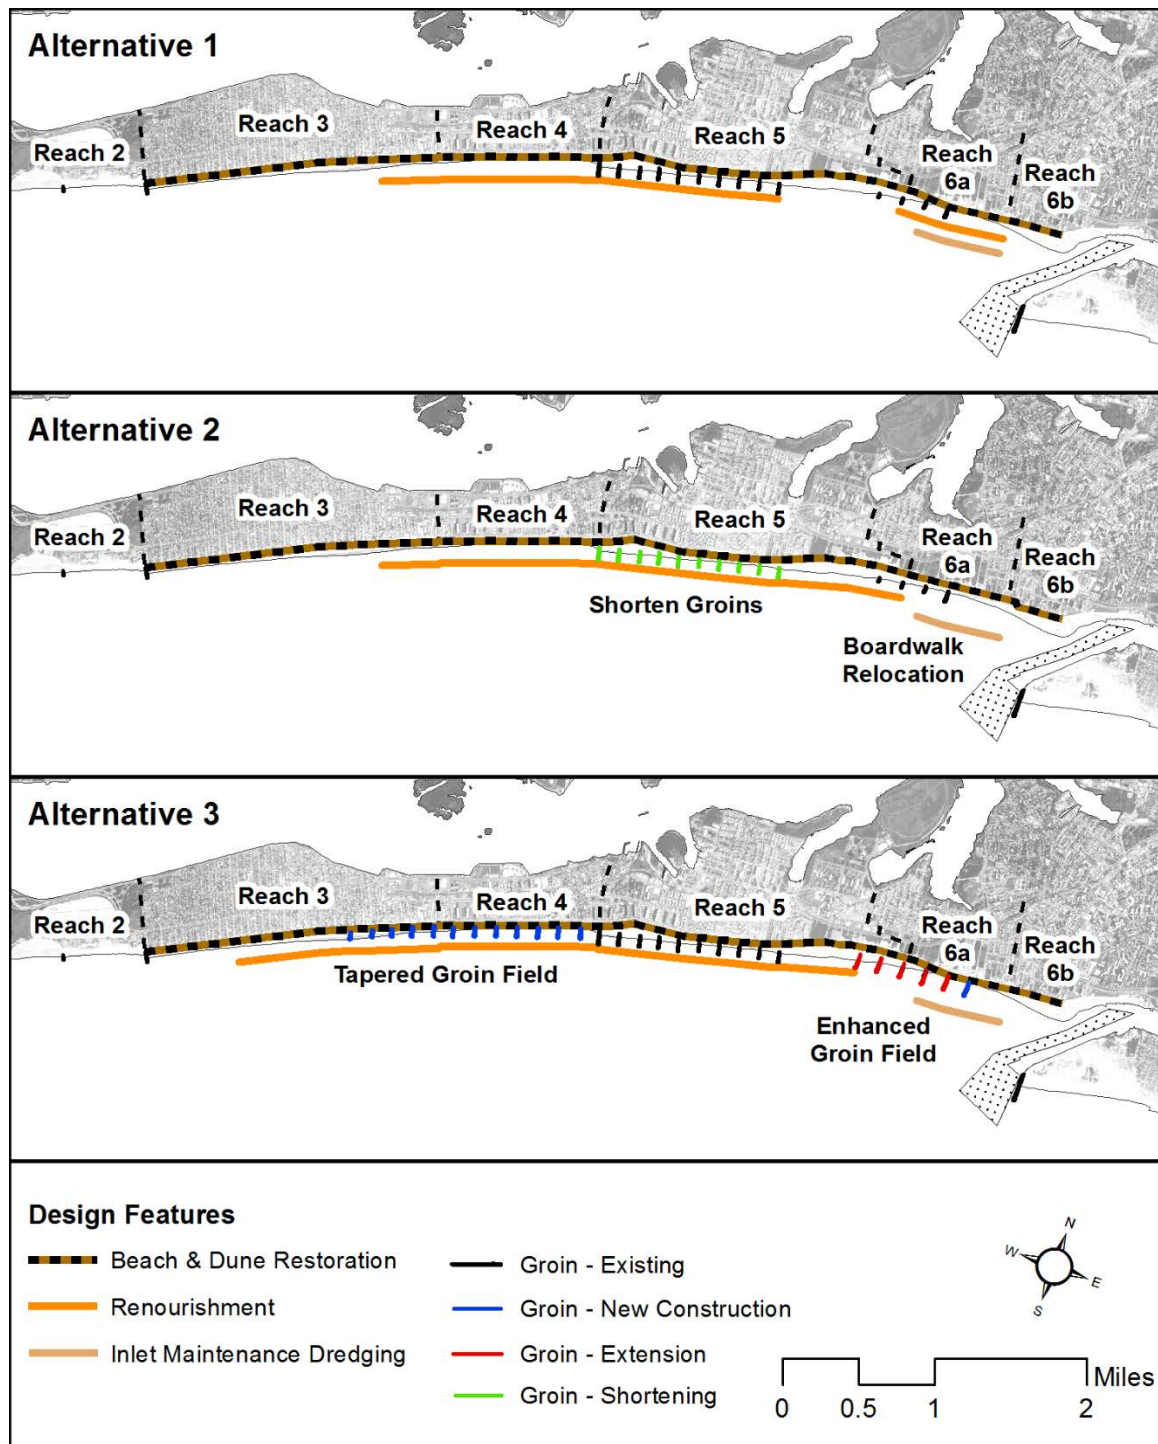 Alternative 1
Reach 2
Reach 3
Reach 4
Reach 5
Reach
6a
Reach
6b
Alternative 2
Reach 2
Reach 3
Reach 4
Reach 5
Reach
6a
Reach
6b
Shorten Groins
Boardwalk
Relocation
Alternative 3
Reach 2
Reach 3
Reach 4
Reach 5
Reach
6a
Reach
6b
Tapered Groin Field
Enhanced
Groin Field
Design Features
Beach & Dune Restoration
Renourishment
Inlet Maintenance Dredging
Groin - Existing
Groin - New Construction
Groin - Extension
Groin - Shortening
N
W
E
S
Miles
0 0.5 1 2